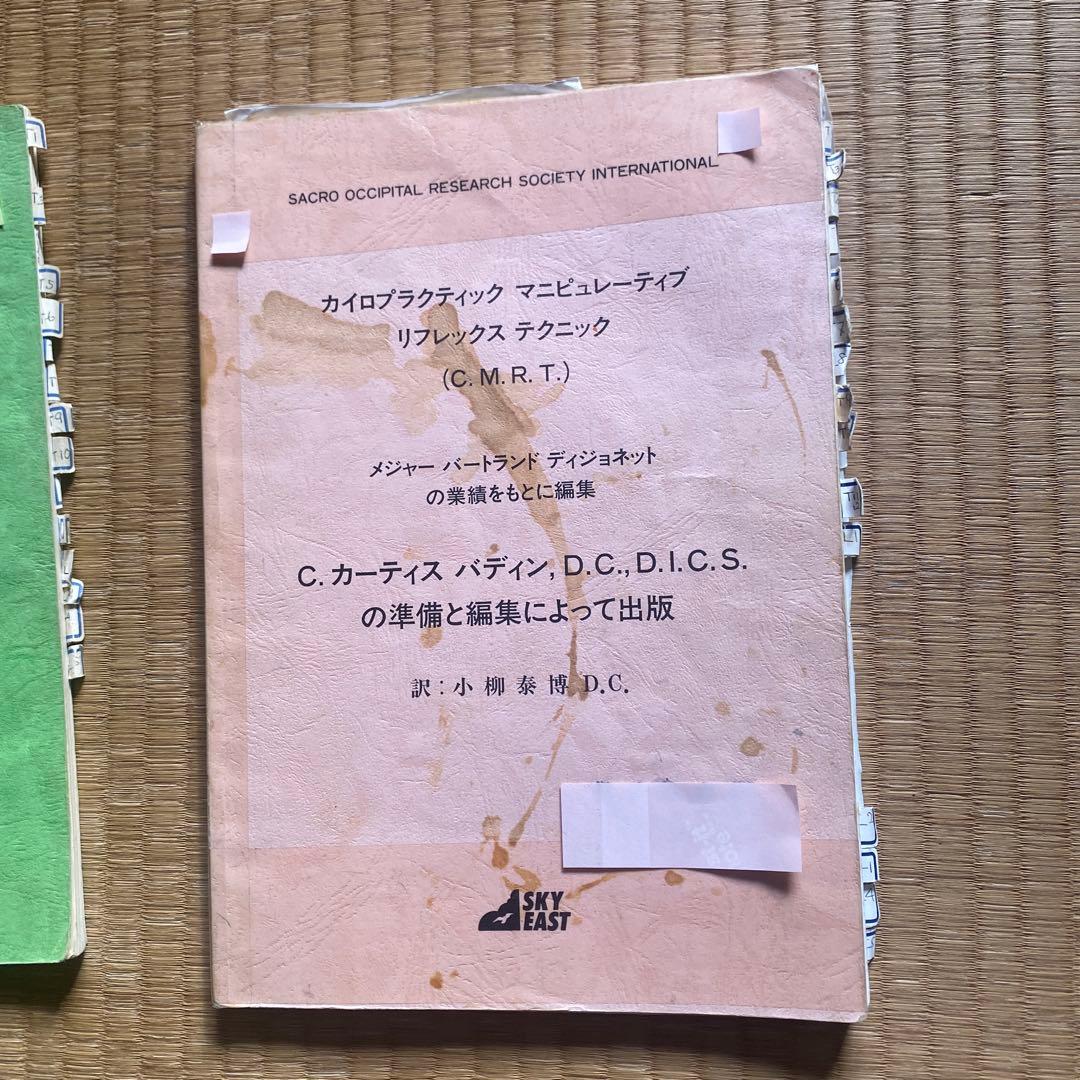 SACRO OCCIPITAL RESEARCH SOCIETY INTERNATIONAL
カイロプラクティック マニピュレーティブ
リフレックス テクニック
(C. M. R. T.)
メジャー バートランド ディジョネット
の業績をもとに編集
C. カーティス バディン, D.C., D.I.C.S.
の準備と編集によって出版
訳 : 小 柳 泰 博 D.C.
SKY
EAST
T.5
T.6
T9
T10